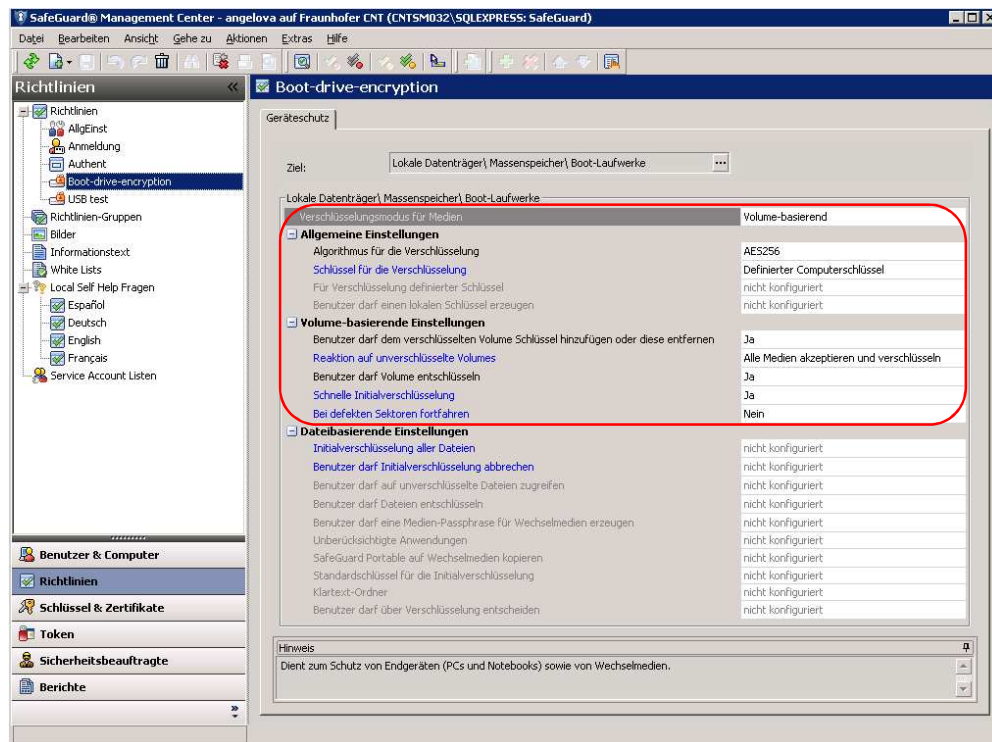 SafeGuard® Management Center - angelova auf Fraunhofer CNT (CNTSM032\SQLEXPRESS: SafeGuard)
Datei Bearbeiten Ansicht Gehe zu Aktionen Extras Hilfe
Richtlinien «
Richtlinien
AllgEinst
Anmeldung
Authent
Boot-drive-encryption
USB test
Richtlinien-Gruppen
Bilder
Informationstext
White Lists
Local Self Help Fragen
Español
Deutsch
English
Français
Service Account Listen
Benutzer & Computer
Richtlinien
Schlüssel & Zertifikate
Token
Sicherheitsbeauftragte
Berichte
Boot-drive-encryption
Geräteschutz
Ziel: Lokale Datenträger\ Massenspeicher\ Boot-Laufwerke ...
Lokale Datenträger\ Massenspeicher\ Boot-Laufwerke
Verschlüsselungsmodus für Medien Volume-basierend
Allgemeine Einstellungen
Algorithmus für die Verschlüsselung AES256
Schlüssel für die Verschlüsselung Definierter Computerschlüssel
Für Verschlüsselung definierter Schlüssel nicht konfiguriert
Benutzer darf einen lokalen Schlüssel erzeugen nicht konfiguriert
Volume-basierende Einstellungen
Benutzer darf dem verschlüsselten Volume Schlüssel hinzufügen oder diese entfernen Ja
Reaktion auf unverschlüsselte Volumes Alle Medien akzeptieren und verschlüseln
Benutzer darf Volume entschlüseln Ja
Schnelle Initialverschlüsselung Ja
Bei defekten Sektoren fortfahren Nein
Dateibasierende Einstellungen
Initialverschlüsselung aller Dateien nicht konfiguriert
Benutzer darf Initialverschlüsselung abbrechen nicht konfiguriert
Benutzer darf auf unverschlüsselte Dateien zugreifen nicht konfiguriert
Benutzer darf Dateien entschlüsseln nicht konfiguriert
Benutzer darf eine Medien-Passphrase für Wechselmedien erzeugen nicht konfiguriert
Unberücksichtigte Anwendungen nicht konfiguriert
SafeGuard Portable auf Wechselmedien kopieren nicht konfiguriert
Standardschlüssel für die Initialverschlüsselung nicht konfiguriert
Klartext-Ordner nicht konfiguriert
Benutzer darf über Verschlüsselung entscheiden nicht konfiguriert
Hinweis
Dient zum Schutz von Endgeräten (PCs und Notebooks) sowie von Wechselmedien.